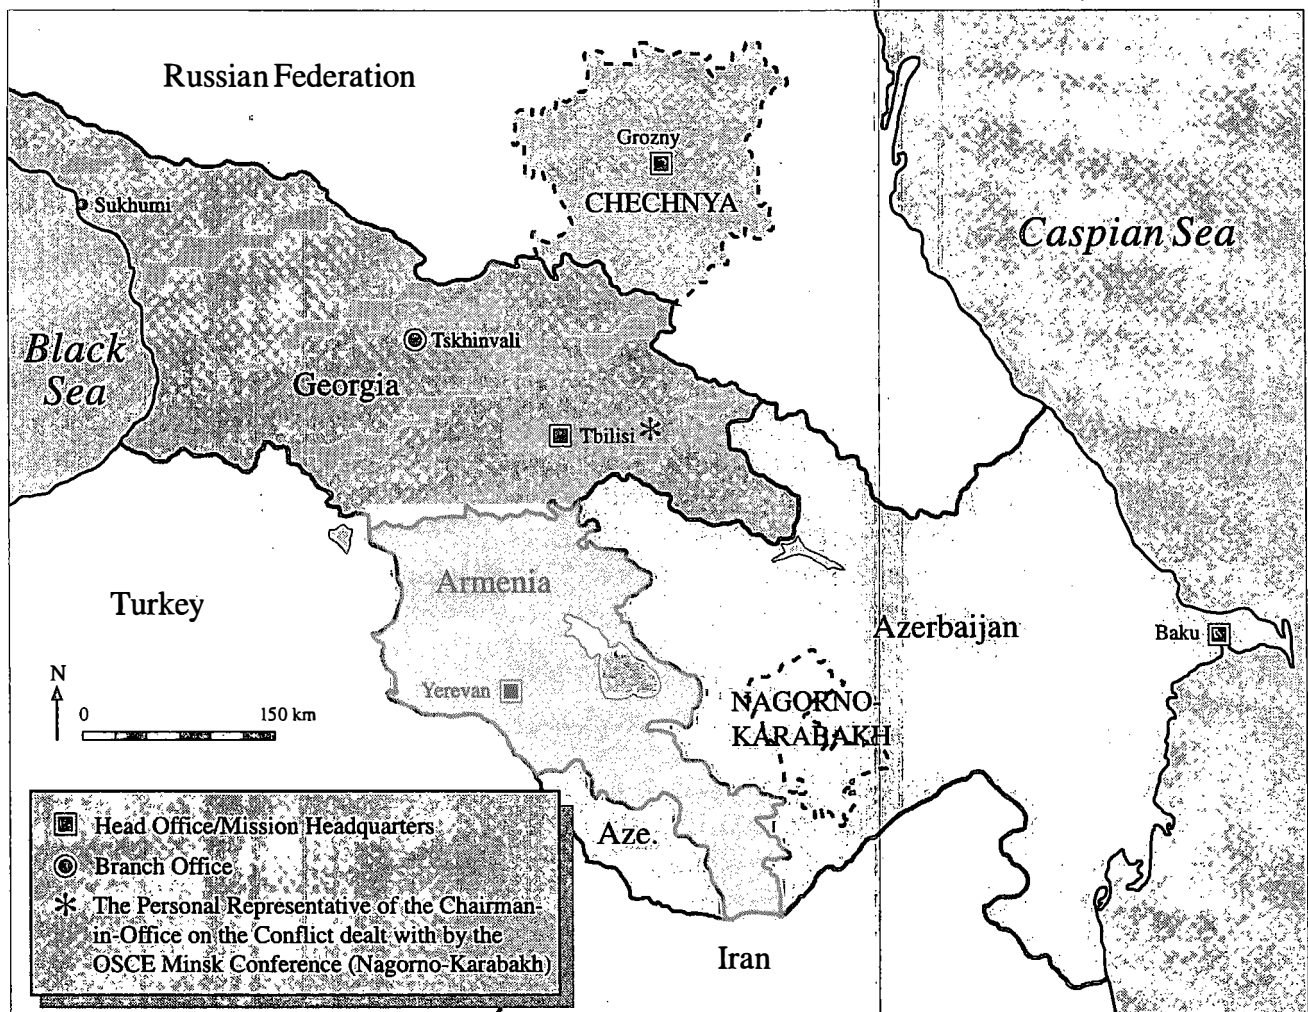 Russian Federation
Grozny
CHECHNYA
Sukhumi
Caspian Sea
Black
Sea
Tskhinvali
Georgia
Tbilisi
Armenia
Turkey
Azerbaijan
Baku
N
Yerevan
NAGORNO-
KARABAKH
0 150 km
Aze.
Head Office/Mission Headquarters
Branch Office
The Personal Representative of the Chairman-
in-Office on the Conflict dealt with by the
OSCE Minsk Conference (Nagorno-Karabakh)
Iran